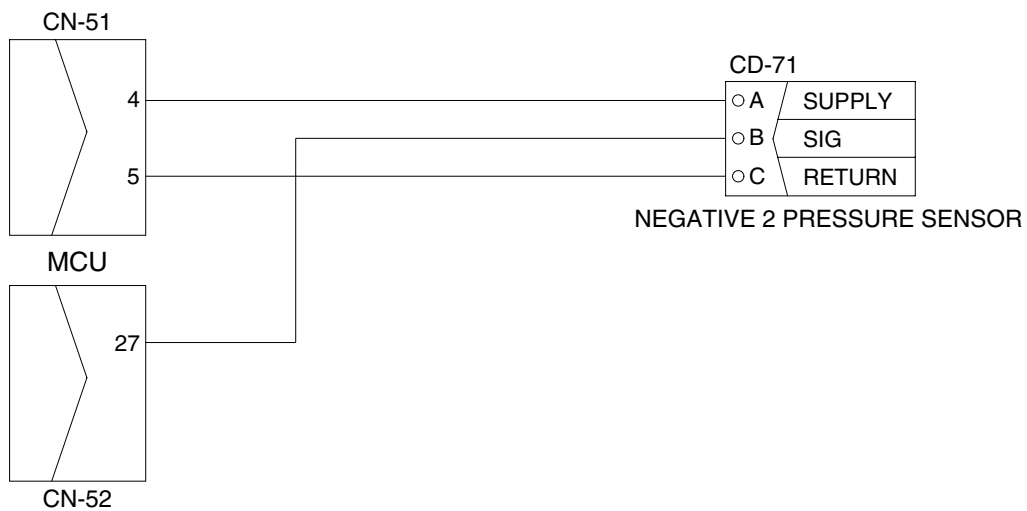 CN-51
CD-71
4
A SUPPLY
B SIG
5
C RETURN
NEGATIVE 2 PRESSURE SENSOR
MCU
27
CN-52